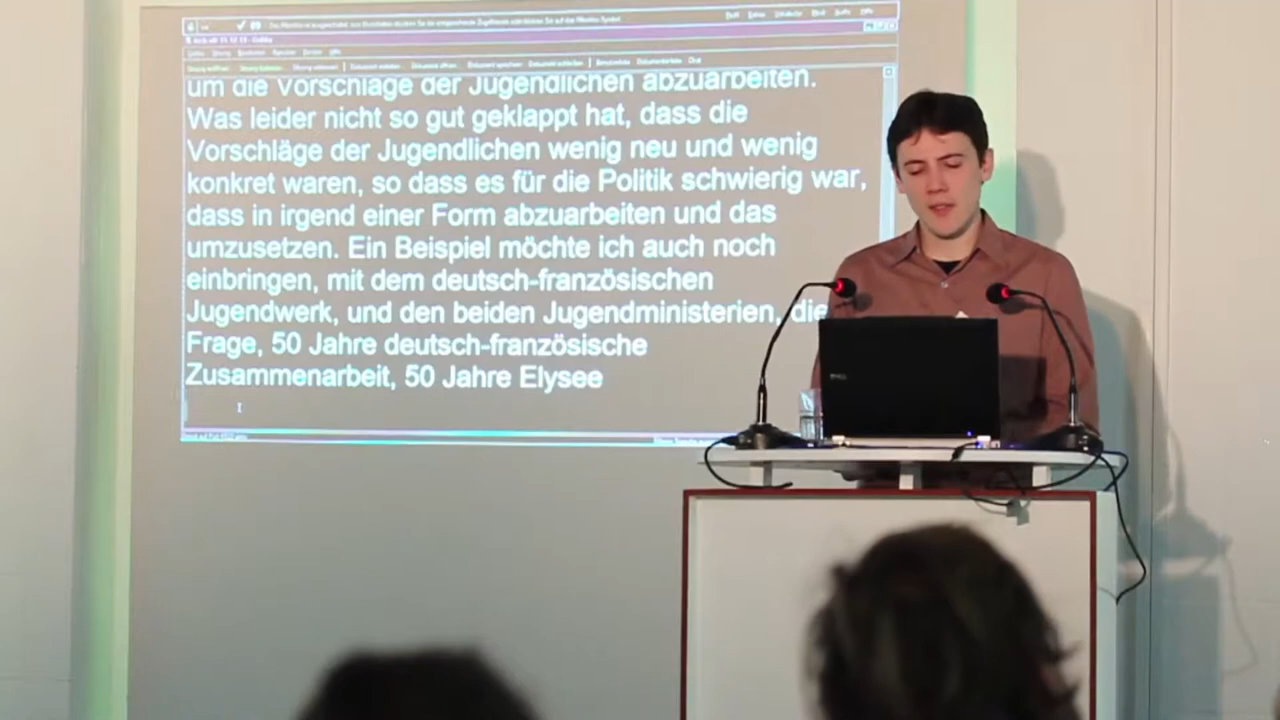 um die Vorschläge der Jugendlichen abzuarbeiten.
Was leider nicht so gut geklappt hat, dass die
Vorschläge der Jugendlichen wenig neu und wenig
konkret waren, so dass es für die Politik schwierig war,
dass in irgend einer Form abzuarbeiten und das
umzusetzen. Ein Beispiel möchte ich auch noch
einbringen, mit dem deutsch-französischen
Jugendwerk, und den beiden Jugendministerien, die
Frage, 50 Jahre deutsch-französische
Zusammenarbeit, 50 Jahre Elysee